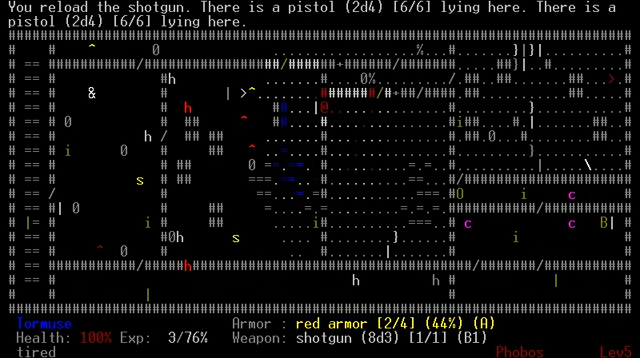 You reload the shotgun. There is a pistol (2d4) [6/6] lying here. There is a
pistol (2d4) [6/6] lying here.
Tormuse
Armor : red armor [2/4] (44%) (A)
Health: 100% Exp: 3/76%
Weapon: shotgun (8d3) [1/1] (B1)
tired
Phobos Lev5